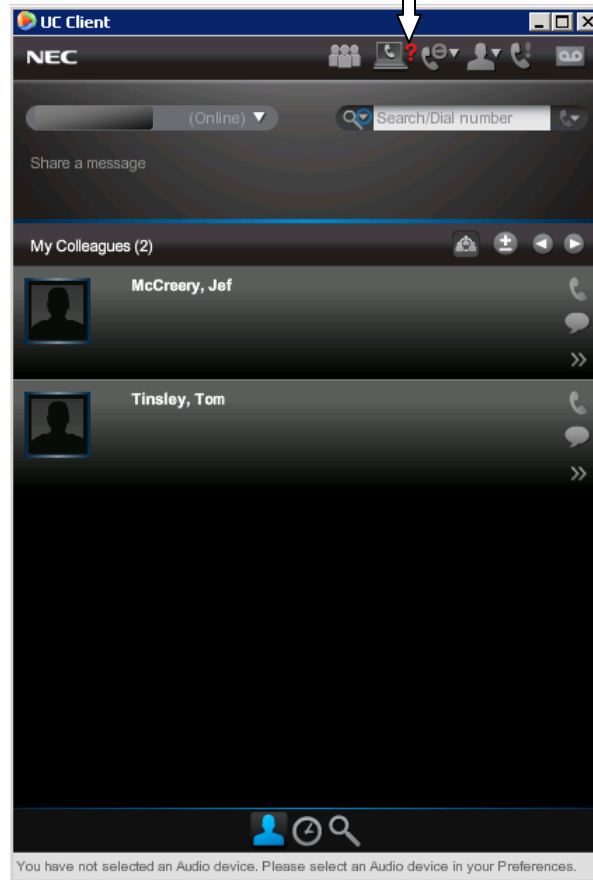 UC Client
NEC
?
(Online)
Search/Dial number
Share a message
My Colleagues (2)
McCreery, Jef
Tinsley, Tom
You have not selected an Audio device. Please select an Audio device in your Preferences.